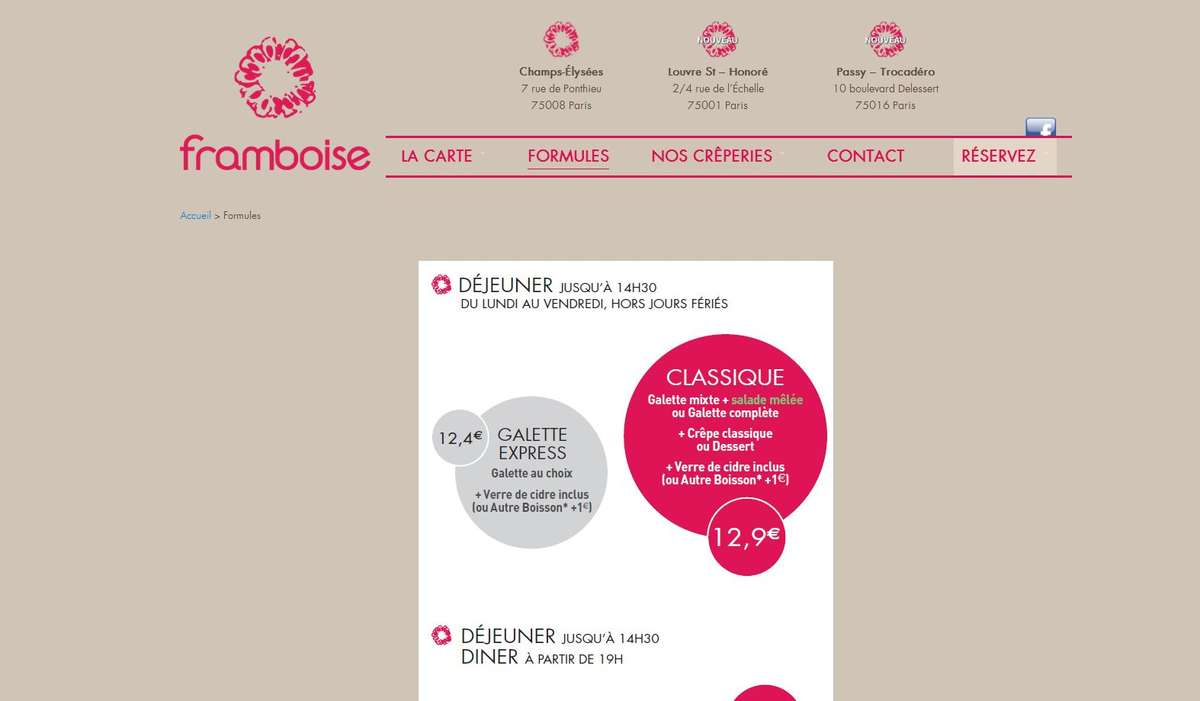 Champs-Élysées
7 rue de Ponthieu
75008 Paris
NOUVEAU
Louvre St – Honoré
2/4 rue de l'Échelle
75001 Paris
NOUVEAU
Passy – Trocadéro
10 boulevard Delessert
75016 Paris
f
framboise
LA CARTE FORMULES NOS CRÊPERIES CONTACT RÉSERVEZ
Accueil > Formules
DÉJEUNER JUSQU'À 14H30
DU LUNDI AU VENDREDI, HORS JOURS FÉRIÉS
12,4€
GALETTE
EXPRESS
Galette au choix
+ Verre de cidre inclus
(ou Autre Boisson* +1€)
CLASSIQUE
Galette mixte + salade mêlée
ou Galette complète
+ Crêpe classique
ou Dessert
+ Verre de cidre inclus
(ou Autre Boisson* +1€)
12,9€
DÉJEUNER JUSQU'À 14H30
DINER À PARTIR DE 19H